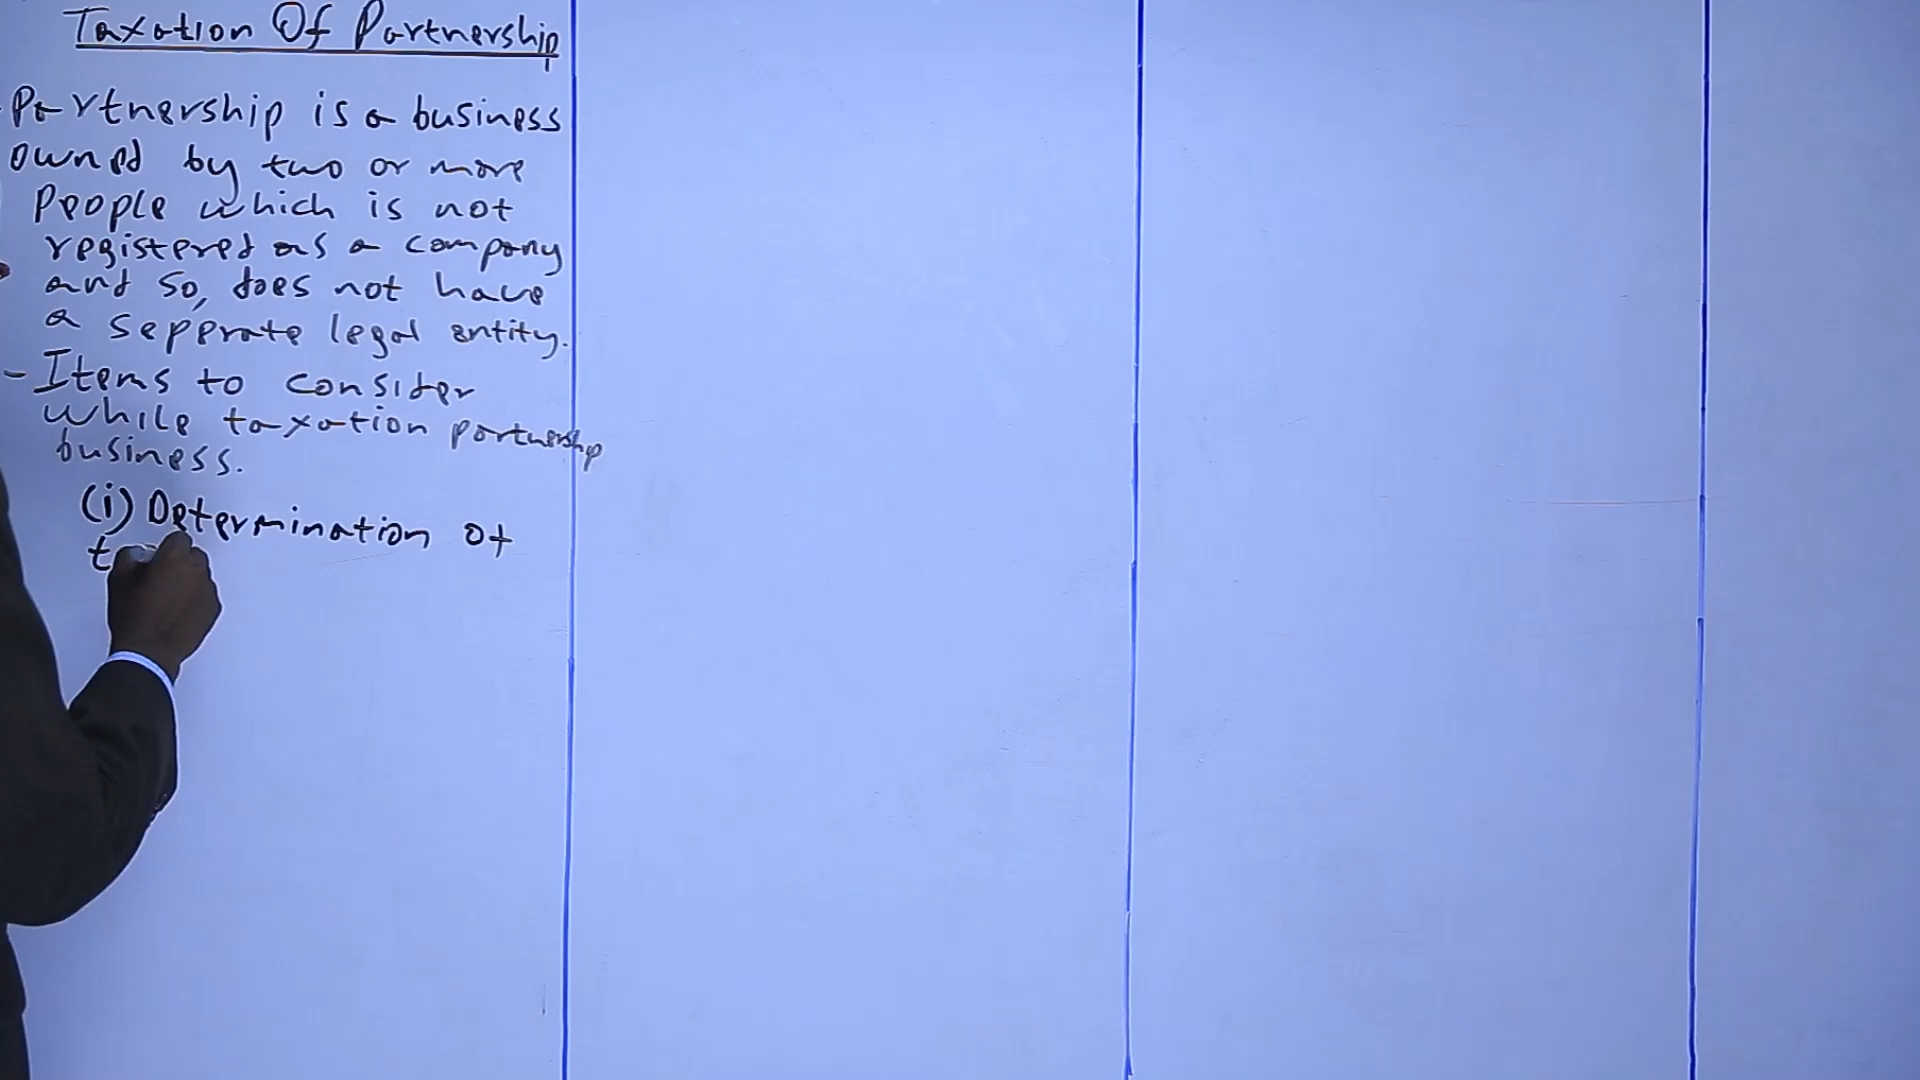 Taxation Of Partnership
- Partnership is a business
owned by two or more
people which is not
registered as a company
and so, does not have
a seperate legal entity.
- Items to consider
while taxation partnership
business.
(i) Determination of